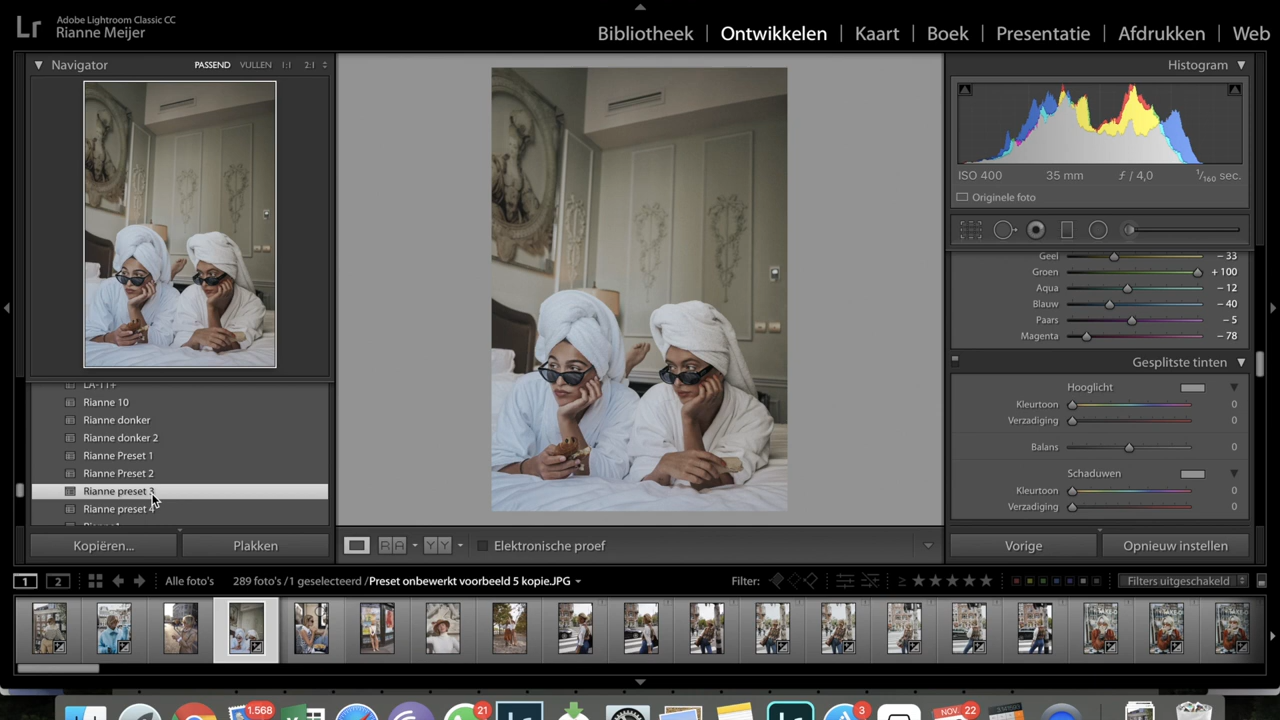 Lr
Adobe Lightroom Classic CC
Rianne Meijer
Bibliotheek | Ontwikkelen | Kaart | Boek | Presentatie | Afdrukken | Web
Navigator PASSEND VULLEN 1:1 2:1
LA-11+
Rianne 10
Rianne donker
Rianne donker 2
Rianne Preset 1
Rianne Preset 2
Rianne preset 3
Rianne preset 4
Kopiëren... Plakken
RA YY Elektronische proef
Histogram
ISO 400 35 mm ƒ / 4,0 1/160 sec.
Originele foto
Geel – 33
Groen + 100
Aqua – 12
Blauw – 40
Paars – 5
Magenta – 78
Gesplitste tinten
Hooglicht
Kleurtoon 0
Verzadiging 0
Balans 0
Schaduwen
Kleurtoon 0
Verzadiging 0
Vorige Opnieuw instellen
1 2 Alle foto's 289 foto's /1 geselecteerd /Preset onbewerkt voorbeeld 5 kopie.JPG Filter: ≥ ★★★★★ Filters uitgeschakeld
1.568 21 3 NOV. 22